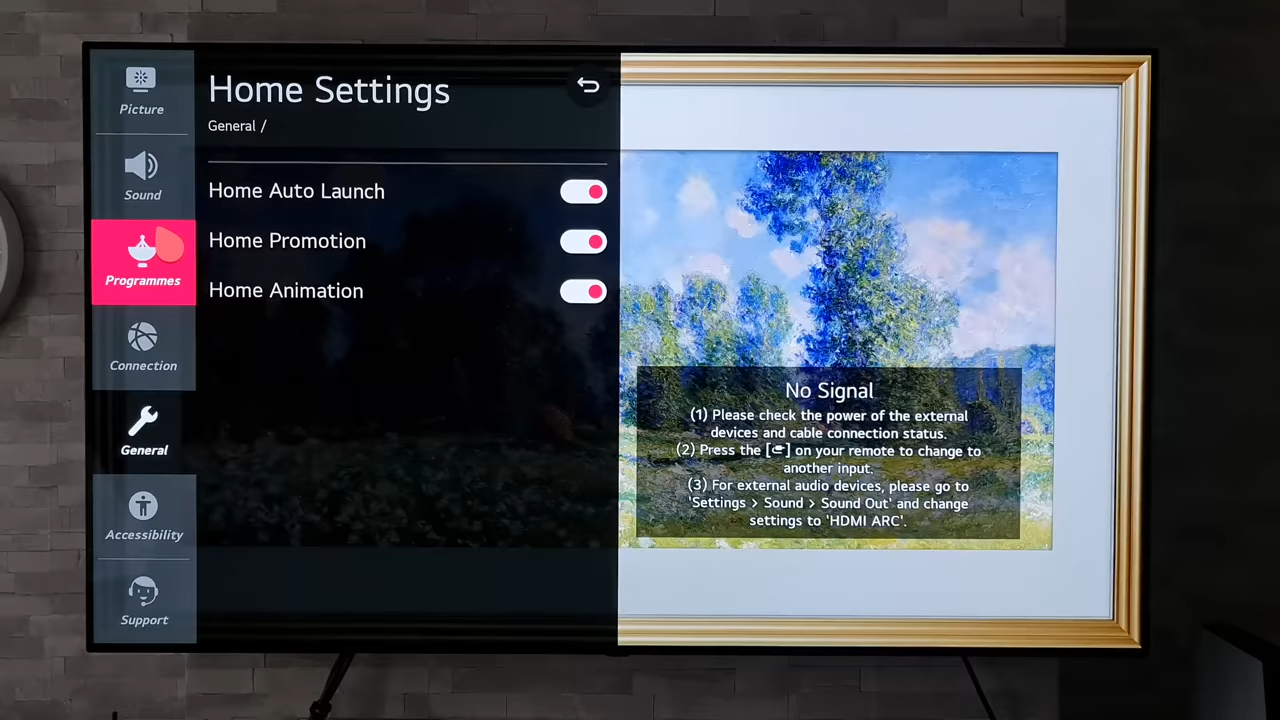 Picture
Sound
Programmes
Connection
General
Accessibility
Support
Home Settings
General /
Home Auto Launch
Home Promotion
Home Animation
No Signal
(1) Please check the power of the external
devices and cable connection status.
(2) Press the [ ] on your remote to change to
another input.
(3) For external audio devices, please go to
'Settings > Sound > Sound Out' and change
settings to 'HDMI ARC'.